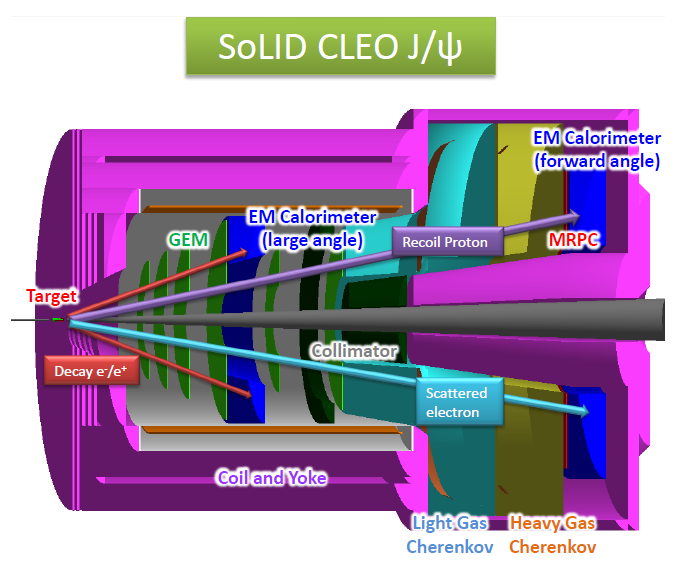 SoLID CLEO J/ψ
EM Calorimeter
(forward angle)
EM Calorimeter
(large angle)
GEM
Recoil Proton
MRPC
Target
Collimator
Decay e-/e+
Scattered
electron
Coil and Yoke
Light Gas
Cherenkov
Heavy Gas
Cherenkov